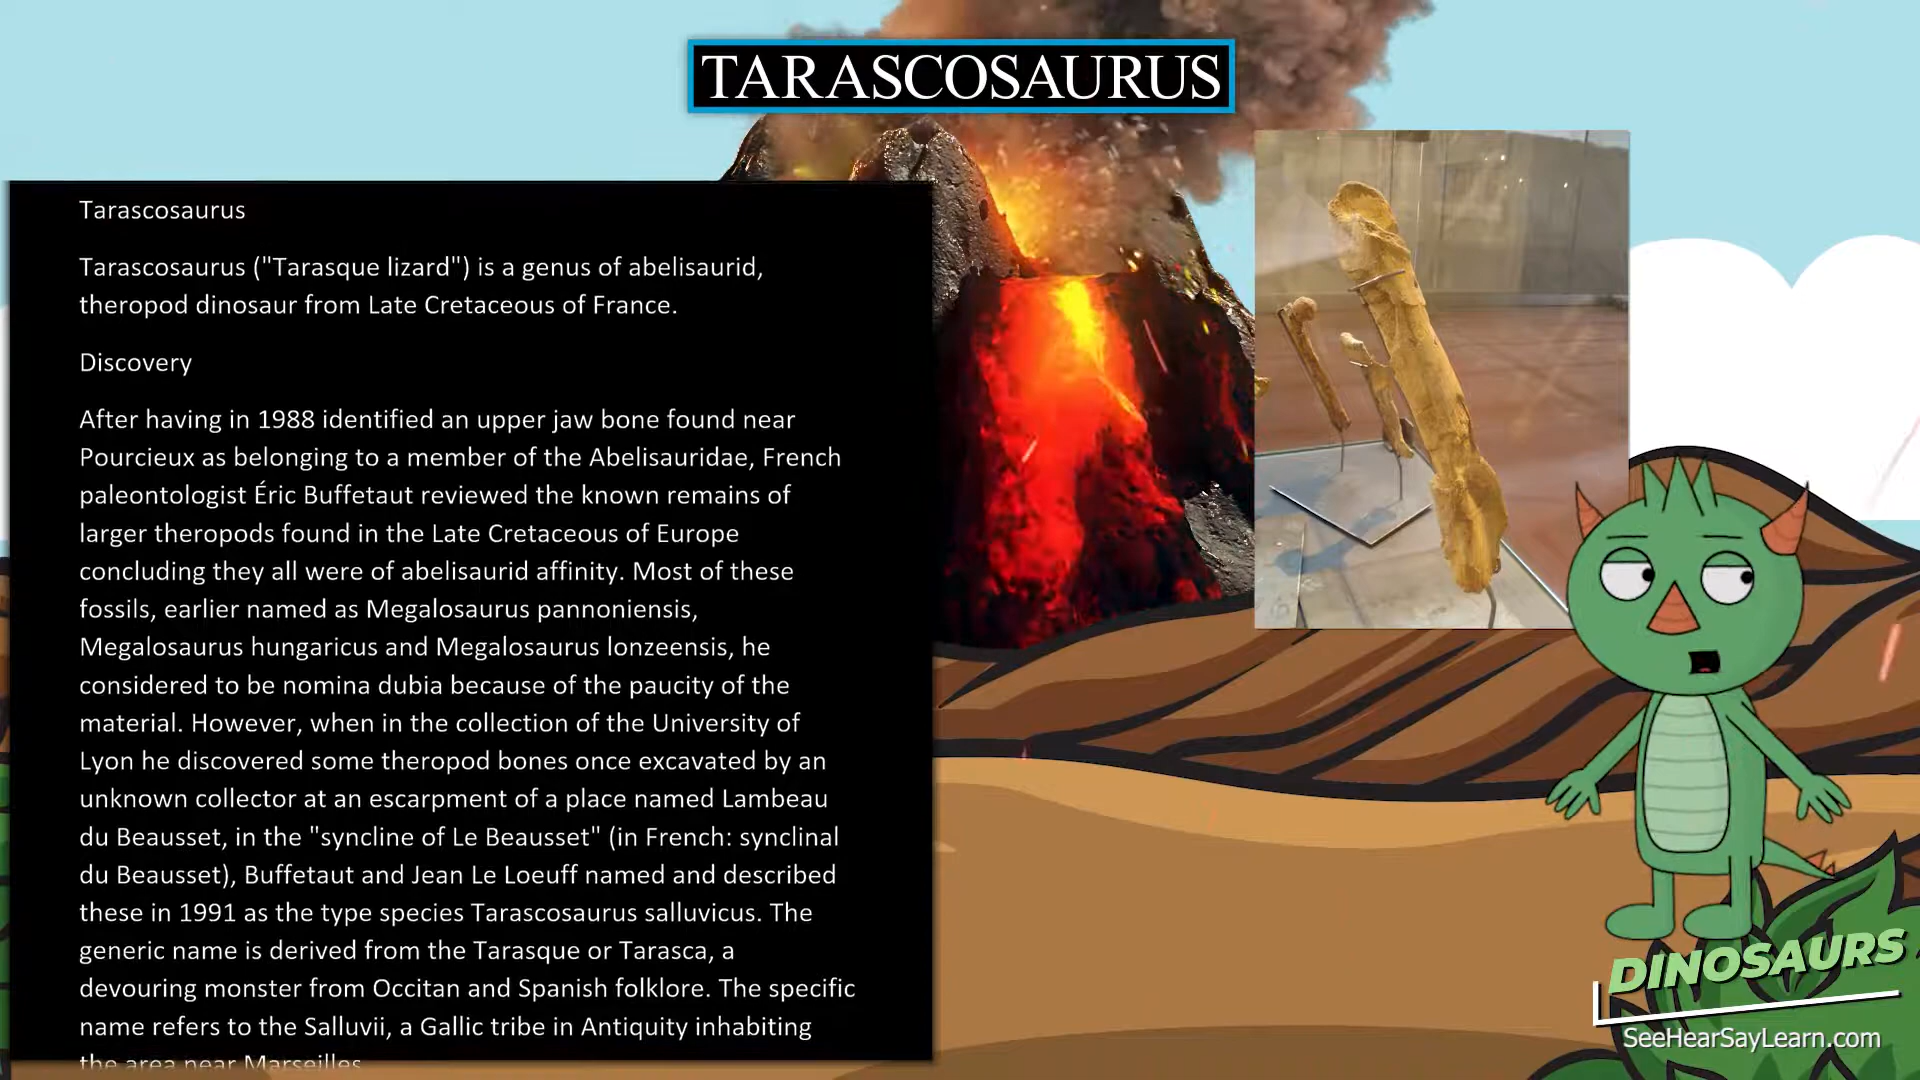 TARASCOSAURUS
Tarascosaurus
Tarascosaurus ("Tarasque lizard") is a genus of abelisaurid,
theropod dinosaur from Late Cretaceous of France.
Discovery
After having in 1988 identified an upper jaw bone found near
Pourcieux as belonging to a member of the Abelisauridae, French
paleontologist Éric Buffetaut reviewed the known remains of
larger theropods found in the Late Cretaceous of Europe
concluding they all were of abelisaurid affinity. Most of these
fossils, earlier named as Megalosaurus pannoniensis,
Megalosaurus hungaricus and Megalosaurus lonzeensis, he
considered to be nomina dubia because of the paucity of the
material. However, when in the collection of the University of
Lyon he discovered some theropod bones once excavated by an
unknown collector at an escarpment of a place named Lambeau
du Beausset, in the "syncline of Le Beausset" (in French: synclinal
du Beausset), Buffetaut and Jean Le Loeuff named and described
these in 1991 as the type species Tarascosaurus salluvicus. The
generic name is derived from the Tarasque or Tarasca, a
devouring monster from Occitan and Spanish folklore. The specific
name refers to the Salluvii, a Gallic tribe in Antiquity inhabiting
the area near Marseilles
DINOSAURS
SeeHearSayLearn.com